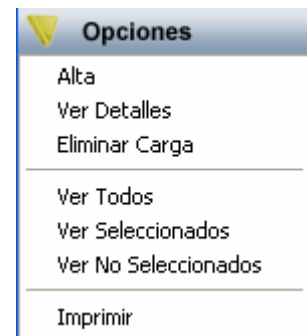 Opciones
Alta
Ver Detalles
Eliminar Carga
Ver Todos
Ver Seleccionados
Ver No Seleccionados
Imprimir